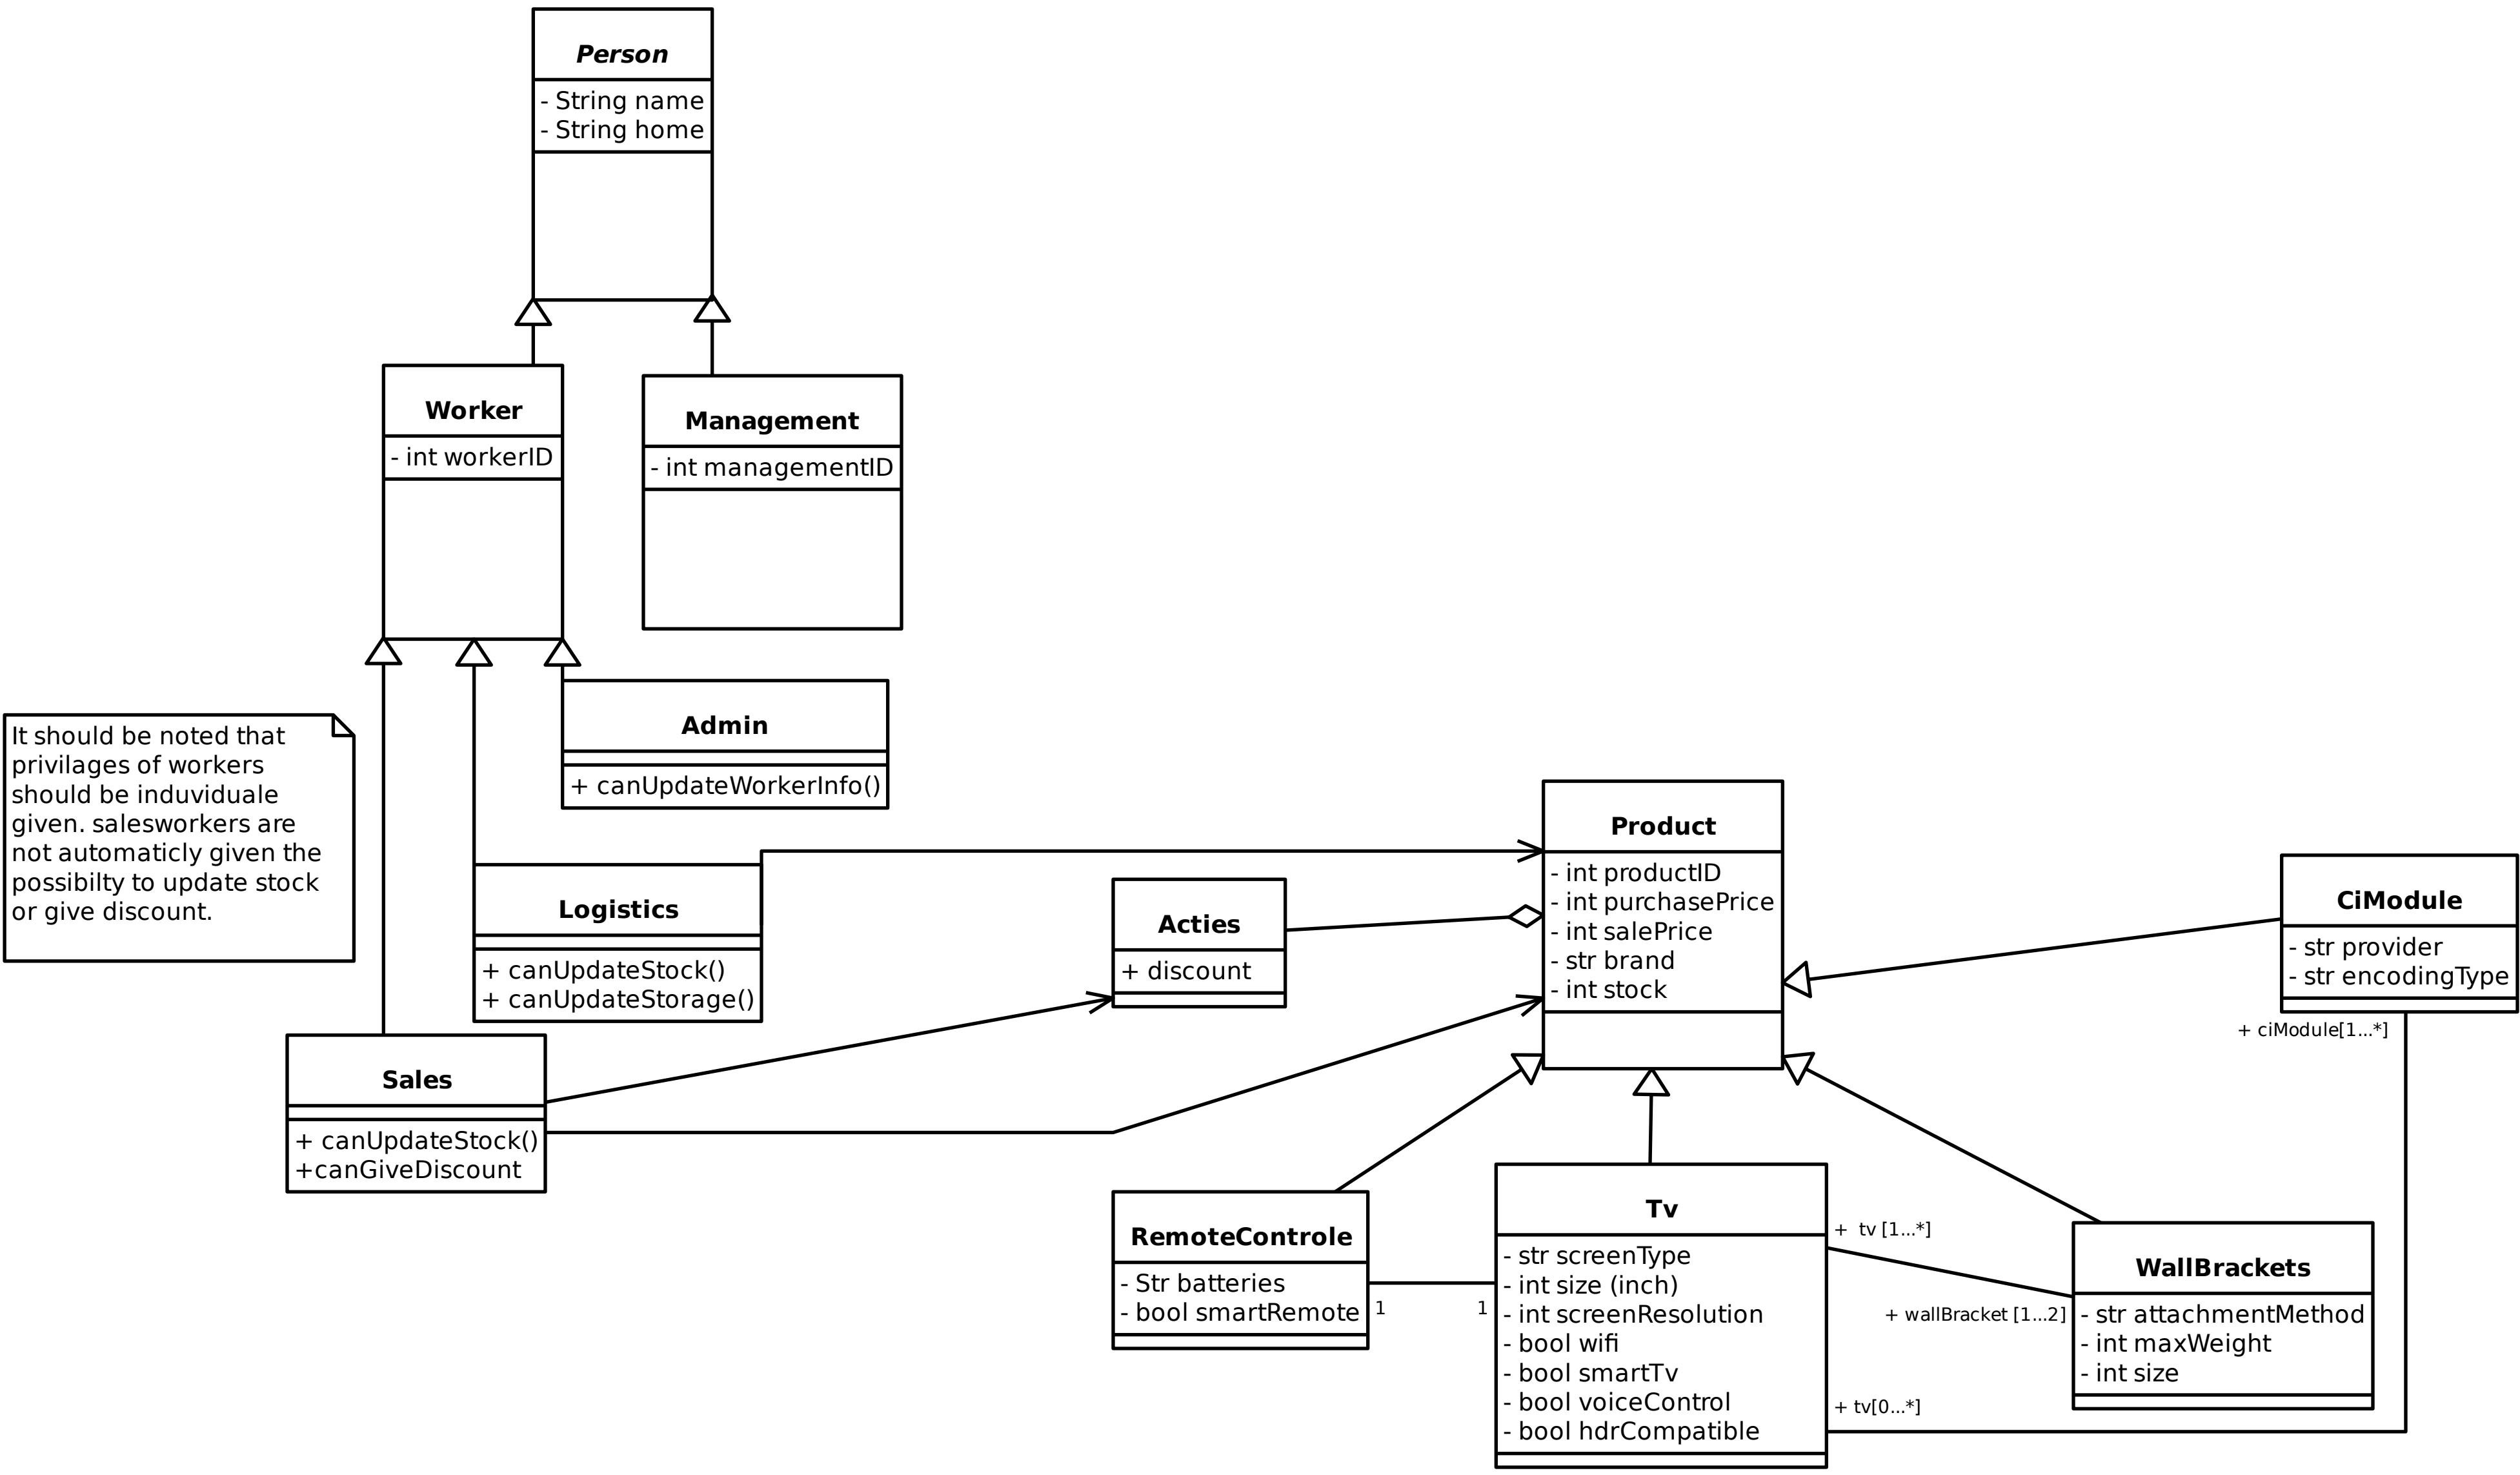 Person
- String name
- String home
Worker
- int workerID
Management
- int managementID
Admin
+ canUpdateWorkerInfo()
It should be noted that
privilages of workers
should be induviduale
given. salesworkers are
not automaticly given the
possibilty to update stock
or give discount.
Logistics
+ canUpdateStock()
+ canUpdateStorage()
Sales
+ canUpdateStock()
+canGiveDiscount
Acties
+ discount
Product
- int productID
- int purchasePrice
- int salePrice
- str brand
- int stock
CiModule
- str provider
- str encodingType
+ ciModule[1...*]
RemoteControle
- Str batteries
- bool smartRemote
1
1
Tv
- str screenType
- int size (inch)
- int screenResolution
- bool wifi
- bool smartTv
- bool voiceControl
- bool hdrCompatible
+  tv [1...*]
+ wallBracket [1...2]
+ tv[0...*]
WallBrackets
- str attachmentMethod
- int maxWeight
- int size